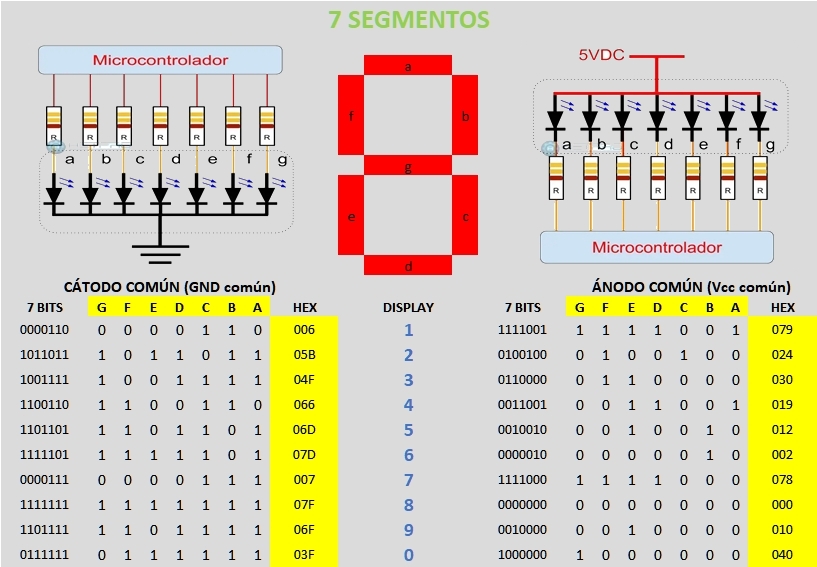 7 SEGMENTOS
Microcontrolador
R R R R R R R
a b c d e f g
a
f b
g
e c
d
5VDC
a b c d e f g
R R R R R R R
Microcontrolador
CÁTODO COMÚN (GND común) ÁNODO COMÚN (Vcc común)
7 BITS G F E D C B A HEX DISPLAY 7 BITS G F E D C B A HEX
0000110 0 0 0 0 1 1 0 006 1 1111001 1 1 1 1 0 0 1 079
1011011 1 0 1 1 0 1 1 05B 2 0100100 0 1 0 0 1 0 0 024
1001111 1 0 0 1 1 1 1 04F 3 0110000 0 1 1 0 0 0 0 030
1100110 1 1 0 0 1 1 0 066 4 0011001 0 0 1 1 0 0 1 019
1101101 1 1 0 1 1 0 1 06D 5 0010010 0 0 1 0 0 1 0 012
1111101 1 1 1 1 1 0 1 07D 6 0000010 0 0 0 0 0 1 0 002
0000111 0 0 0 0 1 1 1 007 7 1111000 1 1 1 1 0 0 0 078
1111111 1 1 1 1 1 1 1 07F 8 0000000 0 0 0 0 0 0 0 000
1101111 1 1 0 1 1 1 1 06F 9 0010000 0 0 1 0 0 0 0 010
0111111 0 1 1 1 1 1 1 03F 0 1000000 1 0 0 0 0 0 0 040